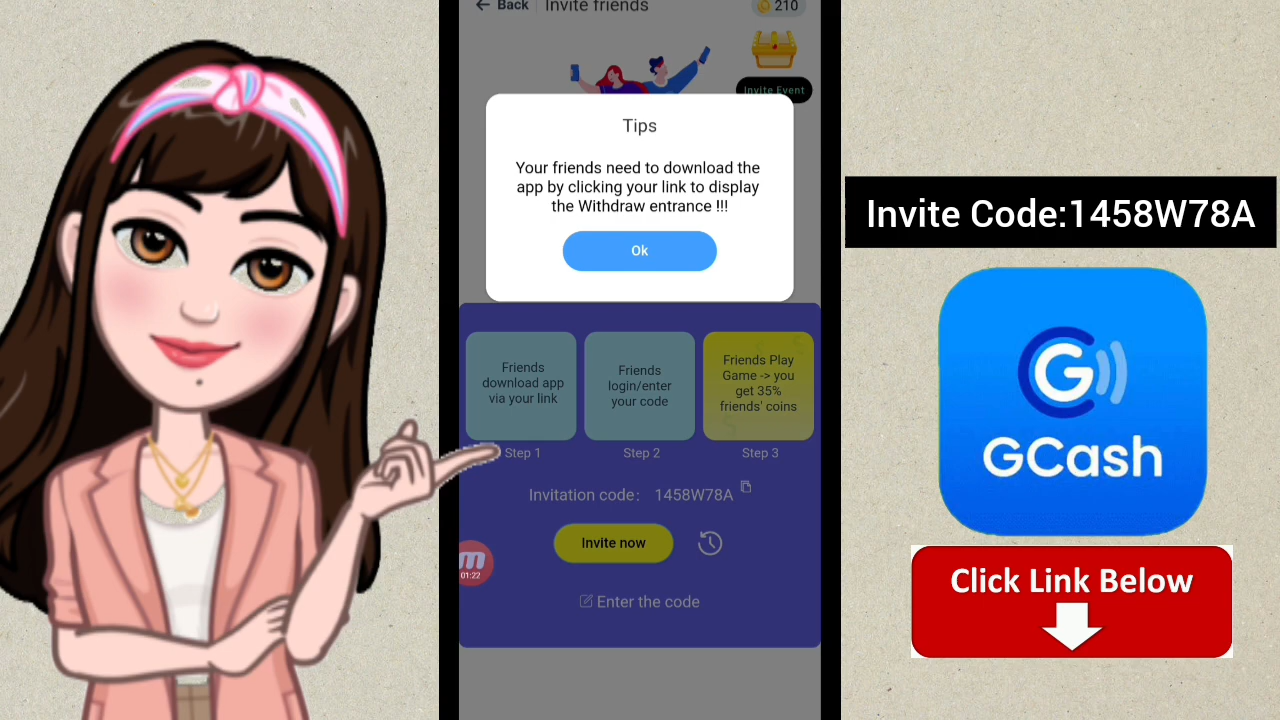 Back
Invite friends
210
Invite Event
Tips
Your friends need to download the
app by clicking your link to display
the Withdraw entrance !!!
Ok
Friends
download app
via your link
Friends
login/enter
your code
Friends Play
Game -> you
get 35%
friends' coins
Step 1
Step 2
Step 3
Invitation code: 1458W78A
Invite now
01:22
Enter the code
Invite Code:1458W78A
G
GCash
Click Link Below